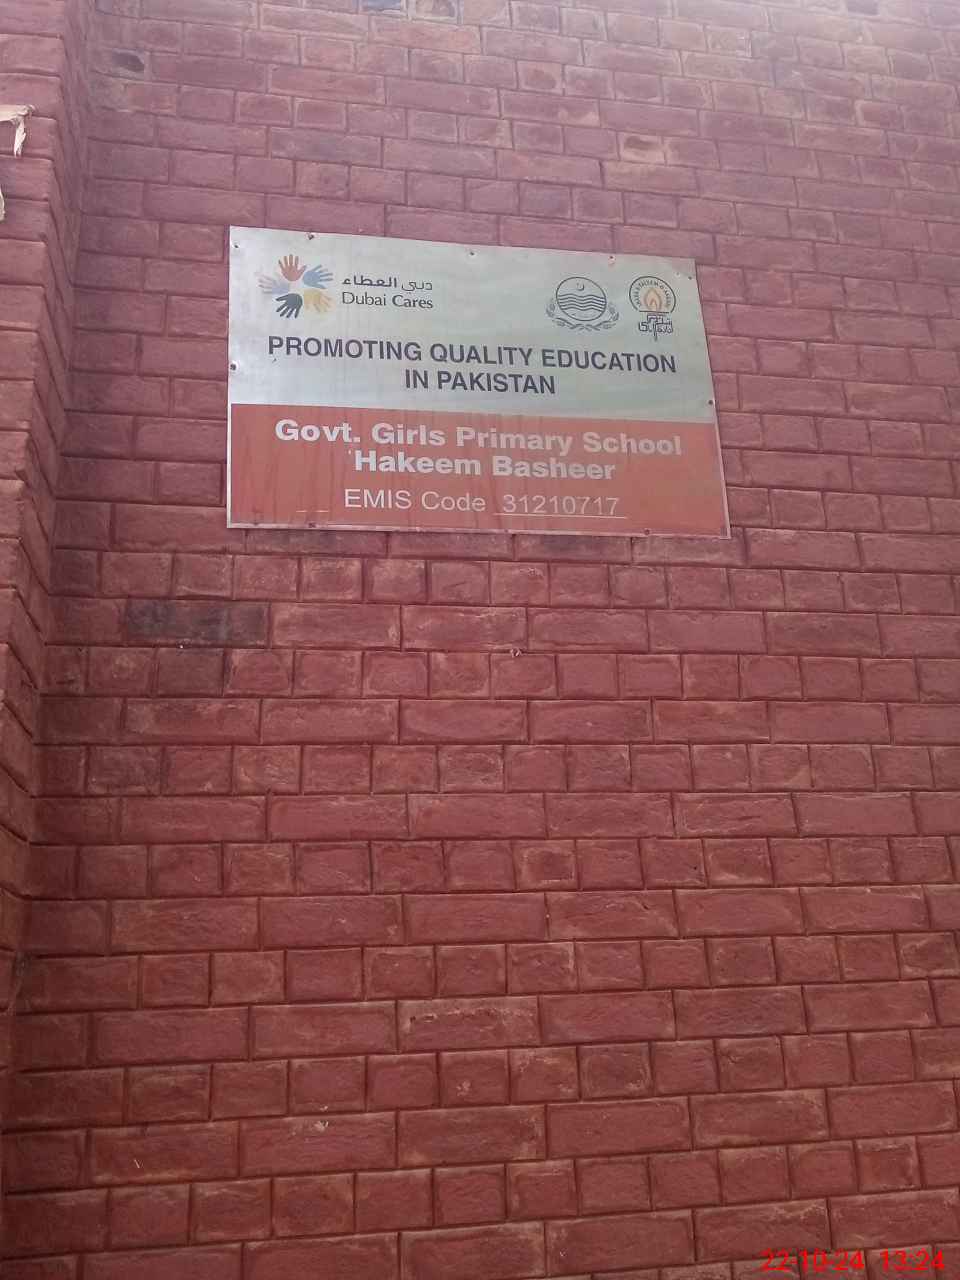 دبي العطاء
Dubai Cares
PROMOTING QUALITY EDUCATION
IN PAKISTAN
Govt. Girls Primary School
Hakeem Basheer
EMIS Code 31210717
22-10-24 13:24